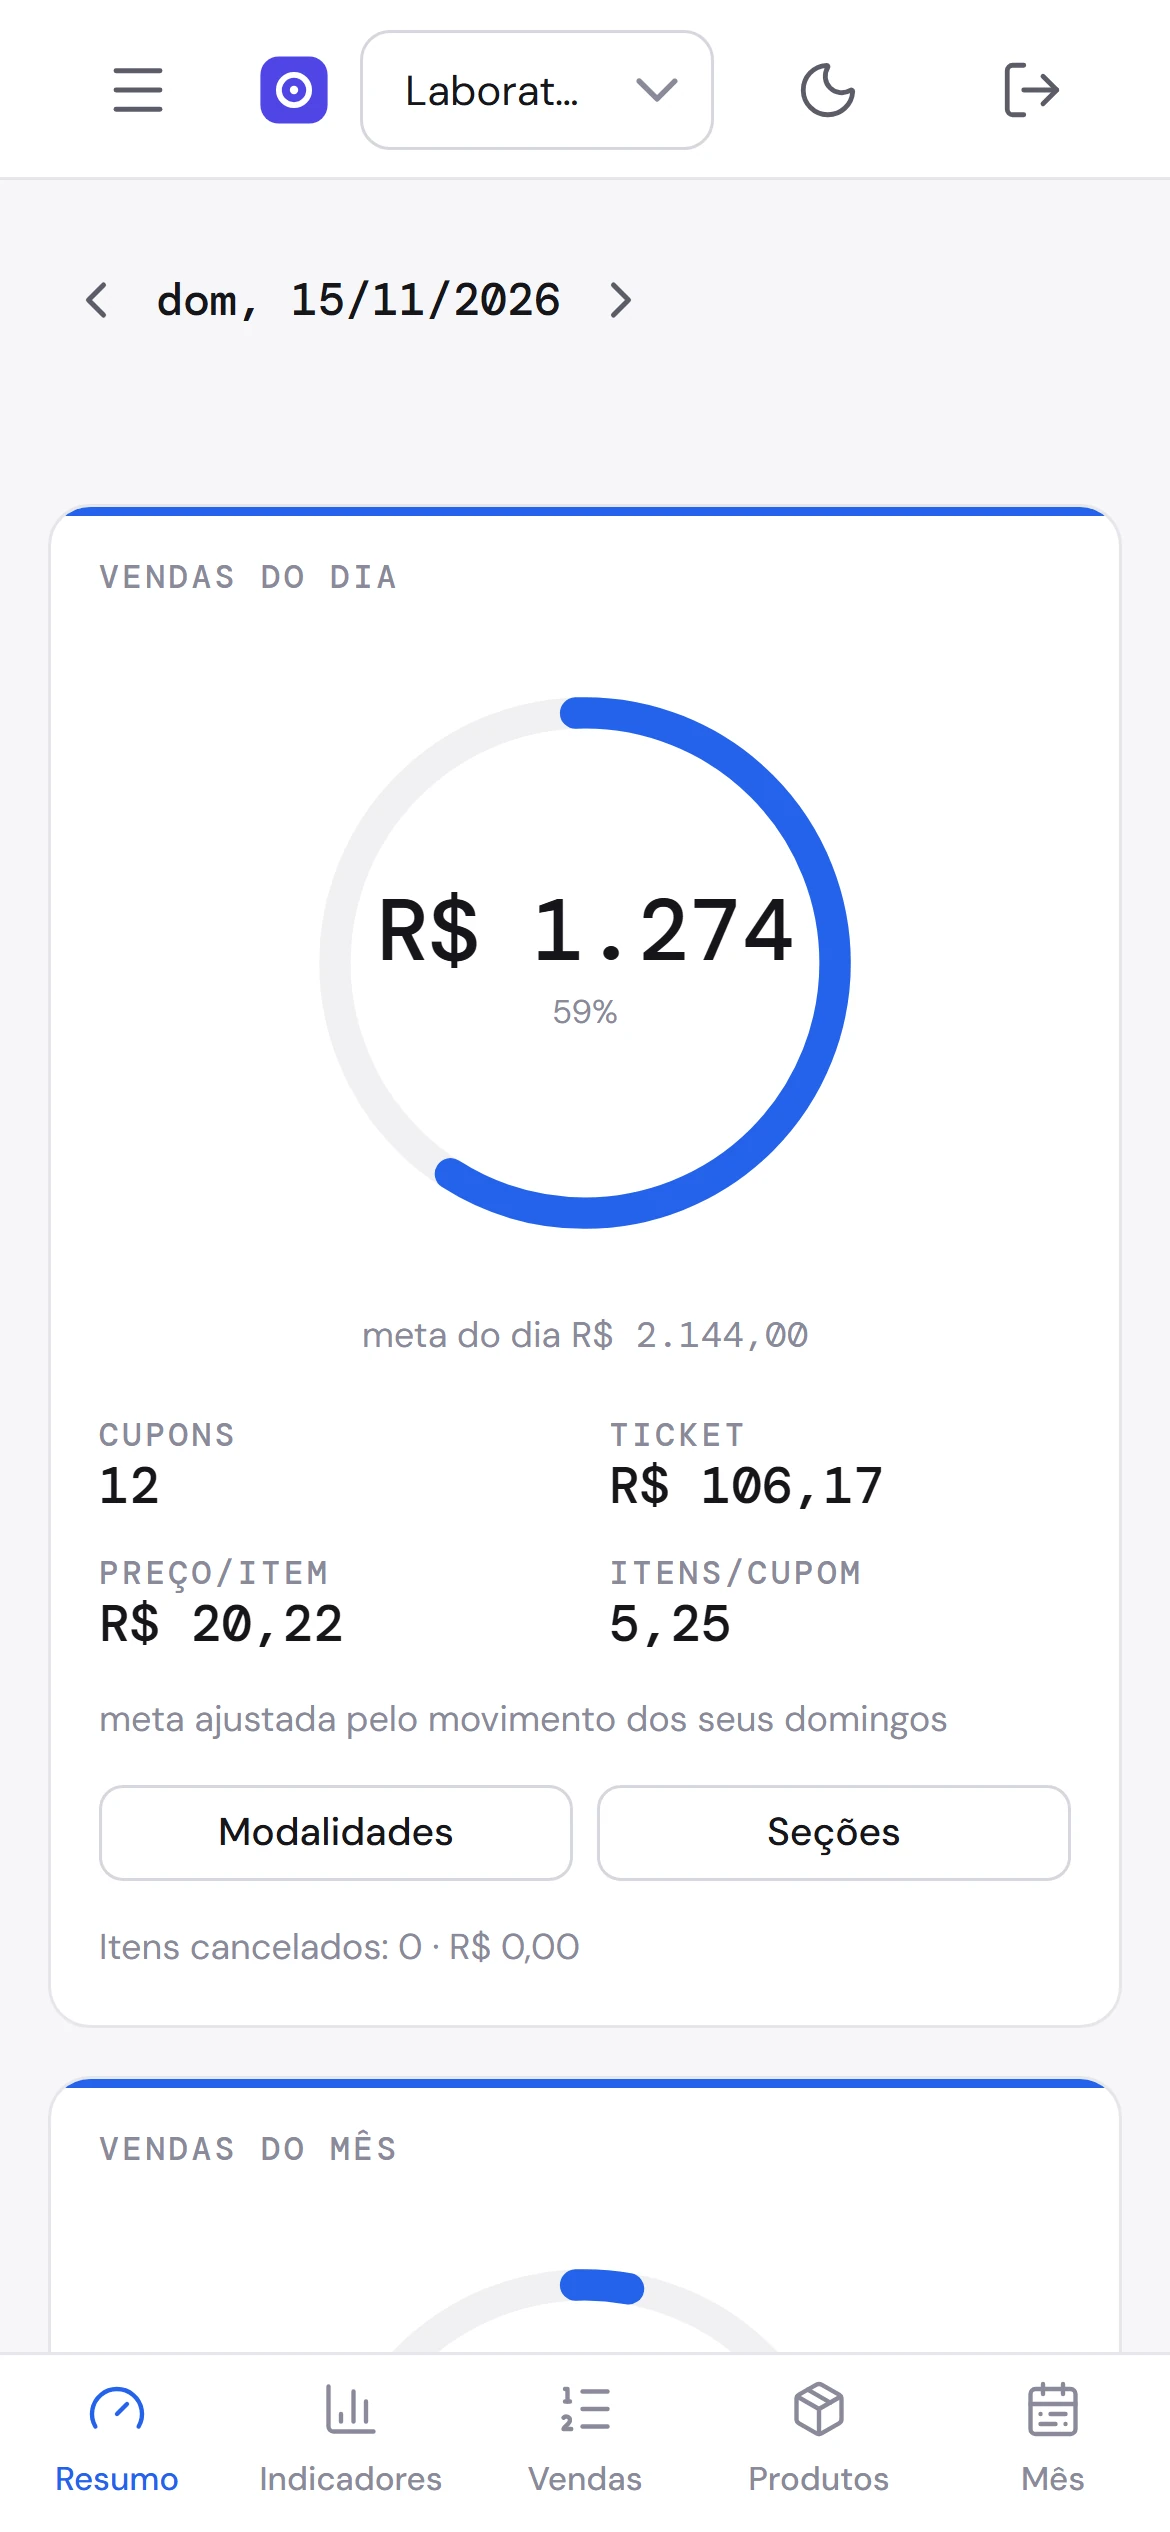 Laborat...
dom, 15/11/2026
VENDAS DO DIA
R$ 1.274
59%
meta do dia R$ 2.144,00
CUPONS
12
TICKET
R$ 106,17
PREÇO/ITEM
R$ 20,22
ITENS/CUPOM
5,25
meta ajustada pelo movimento dos seus domingos
Modalidades
Seções
Itens cancelados: 0 · R$ 0,00
VENDAS DO MÊS
Resumo
Indicadores
Vendas
Produtos
Mês